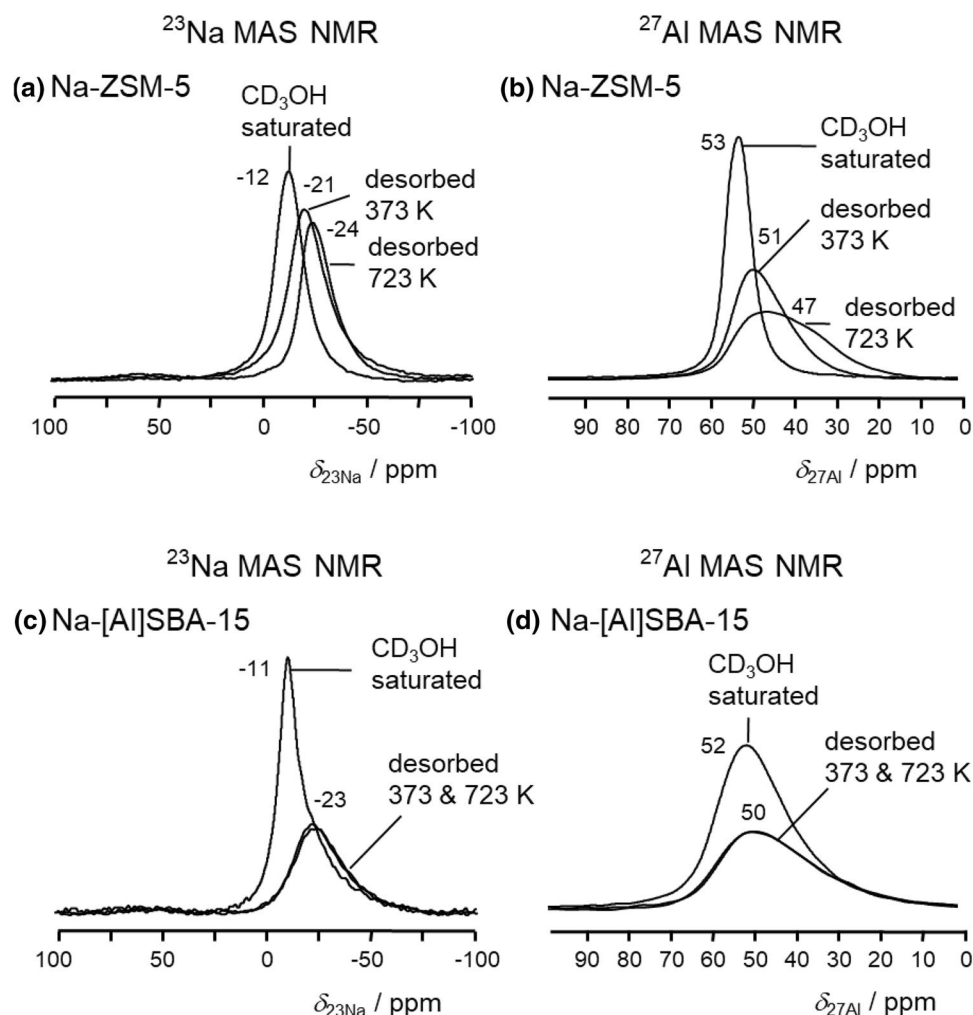 ²³Na MAS NMR
²⁷Al MAS NMR
(a) Na-ZSM-5
(b) Na-ZSM-5
CD₃OH
saturated
-12
-21
desorbed
373 K
-24
desorbed
723 K
53
CD₃OH
saturated
51
desorbed
373 K
47
desorbed
723 K
100 50 0 -50 -100
δ₂₃Na / ppm
90 80 70 60 50 40 30 20 10 0
δ₂₇Al / ppm
²³Na MAS NMR
²⁷Al MAS NMR
(c) Na-[Al]SBA-15
(d) Na-[Al]SBA-15
-11
CD₃OH
saturated
desorbed
373 & 723 K
-23
CD₃OH
saturated
52
desorbed
373 & 723 K
50
100 50 0 -50 -100
δ₂₃Na / ppm
90 80 70 60 50 40 30 20 10 0
δ₂₇Al / ppm